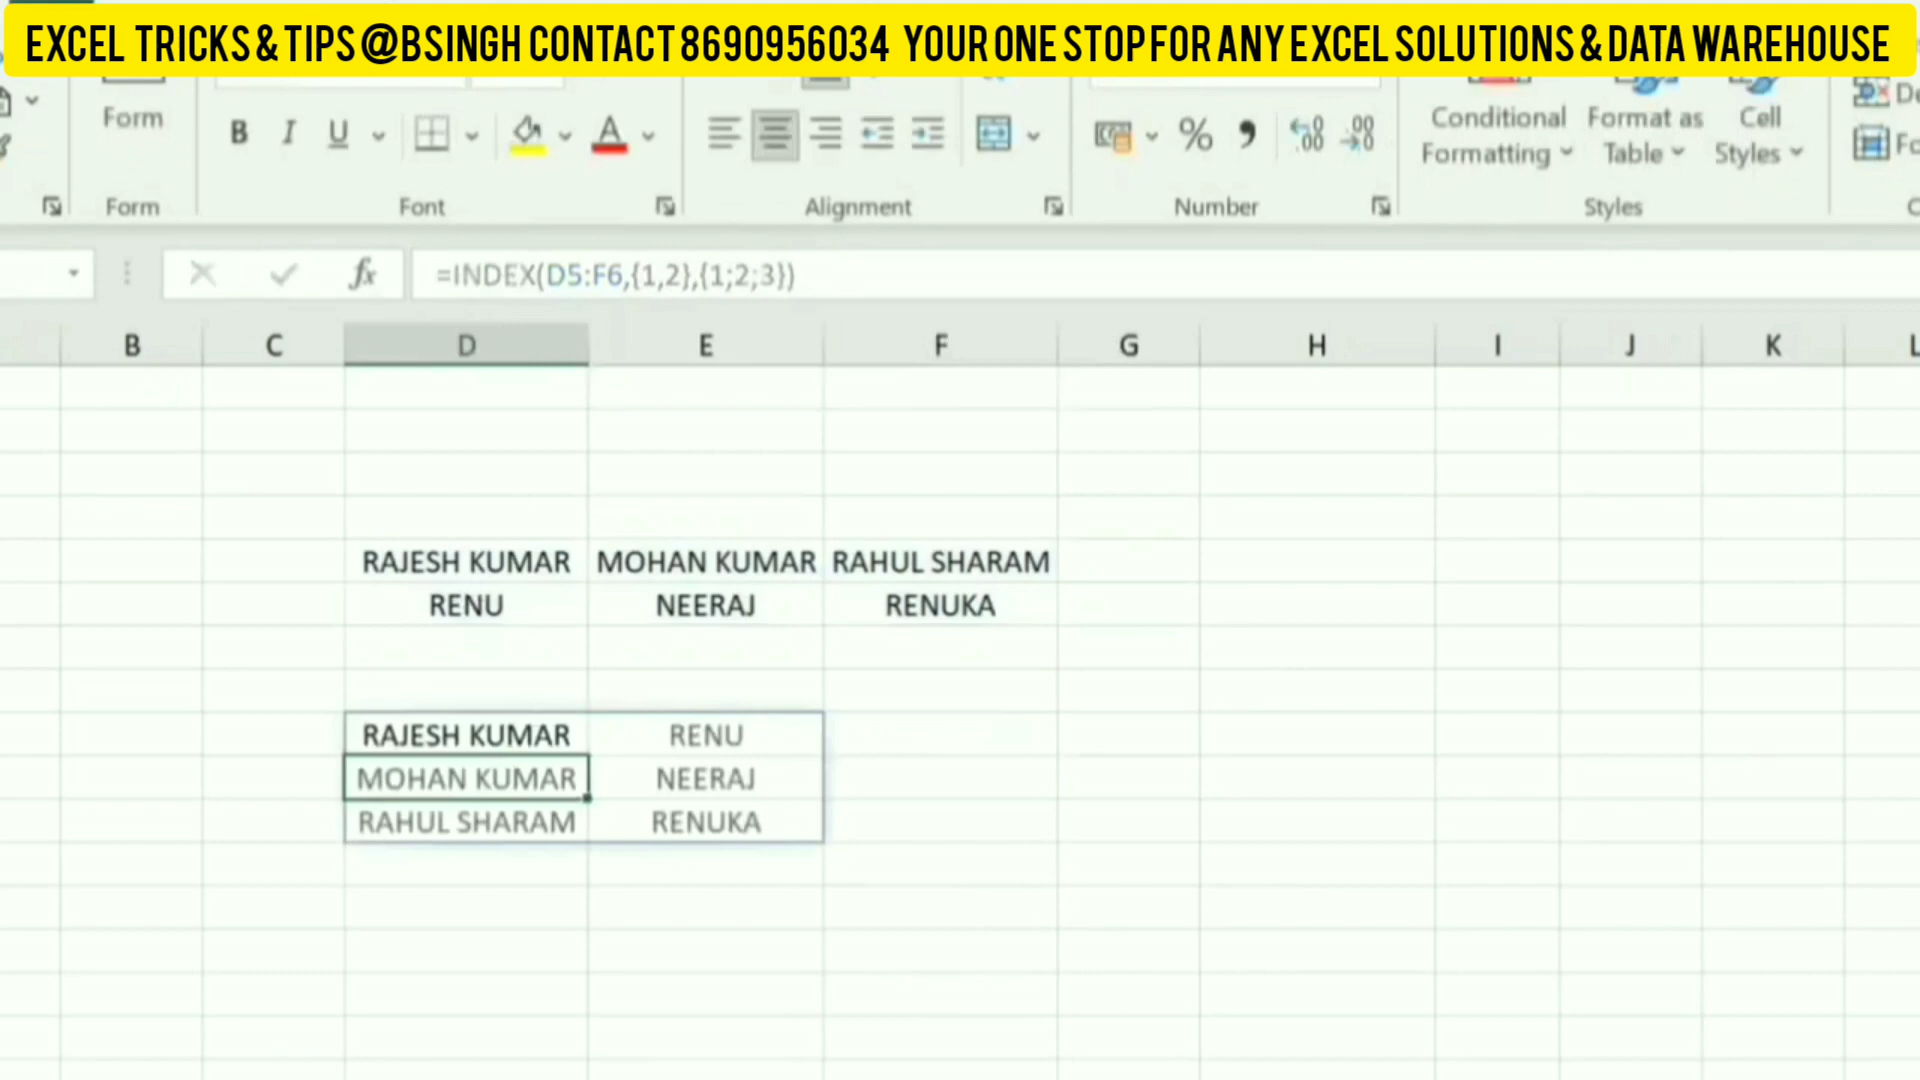 EXCEL TRICKS & TIPS @BSINGH CONTACT 8690956034 YOUR ONE STOP FOR ANY EXCEL SOLUTIONS & DATA WAREHOUSE
Form
B I U A % , Conditional Formatting Format as Table Cell Styles
Form Font Alignment Number Styles
fx =INDEX(D5:F6,{1,2},{1;2;3})
B C D E F G H I J K L
RAJESH KUMAR MOHAN KUMAR RAHUL SHARAM
RENU NEERAJ RENUKA
RAJESH KUMAR RENU
MOHAN KUMAR NEERAJ
RAHUL SHARAM RENUKA